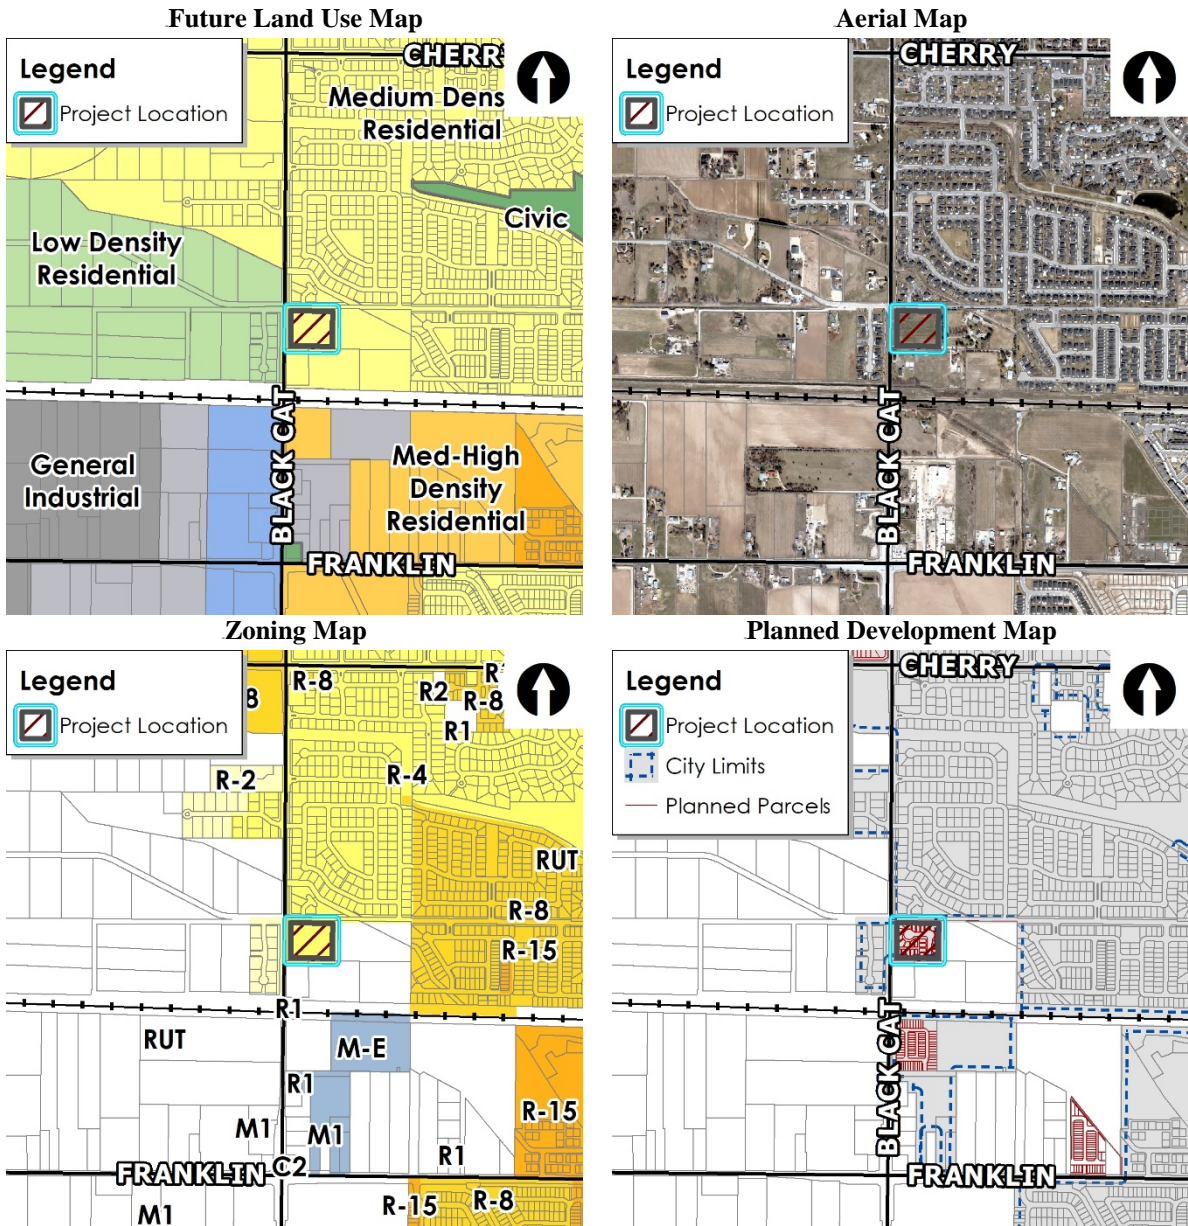 Future Land Use Map
Legend
Project Location
CHERR
Medium Dens
Residential
Civic
Low Density
Residential
BLACK CAT
General
Industrial
Med-High
Density
Residential
FRANKLIN
Aerial Map
Legend
Project Location
CHERRY
BLACK CAT
FRANKLIN
Zoning Map
Legend
Project Location
8
R-8
R2
R-8
R1
R-2
R-4
RUT
R-8
R-15
R1
RUT
M-E
R1
M1
M1
R-15
R1
FRANKLIN
C2
R-15
R-8
M1
Planned Development Map
Legend
Project Location
City Limits
Planned Parcels
CHERRY
BLACK CAT
FRANKLIN